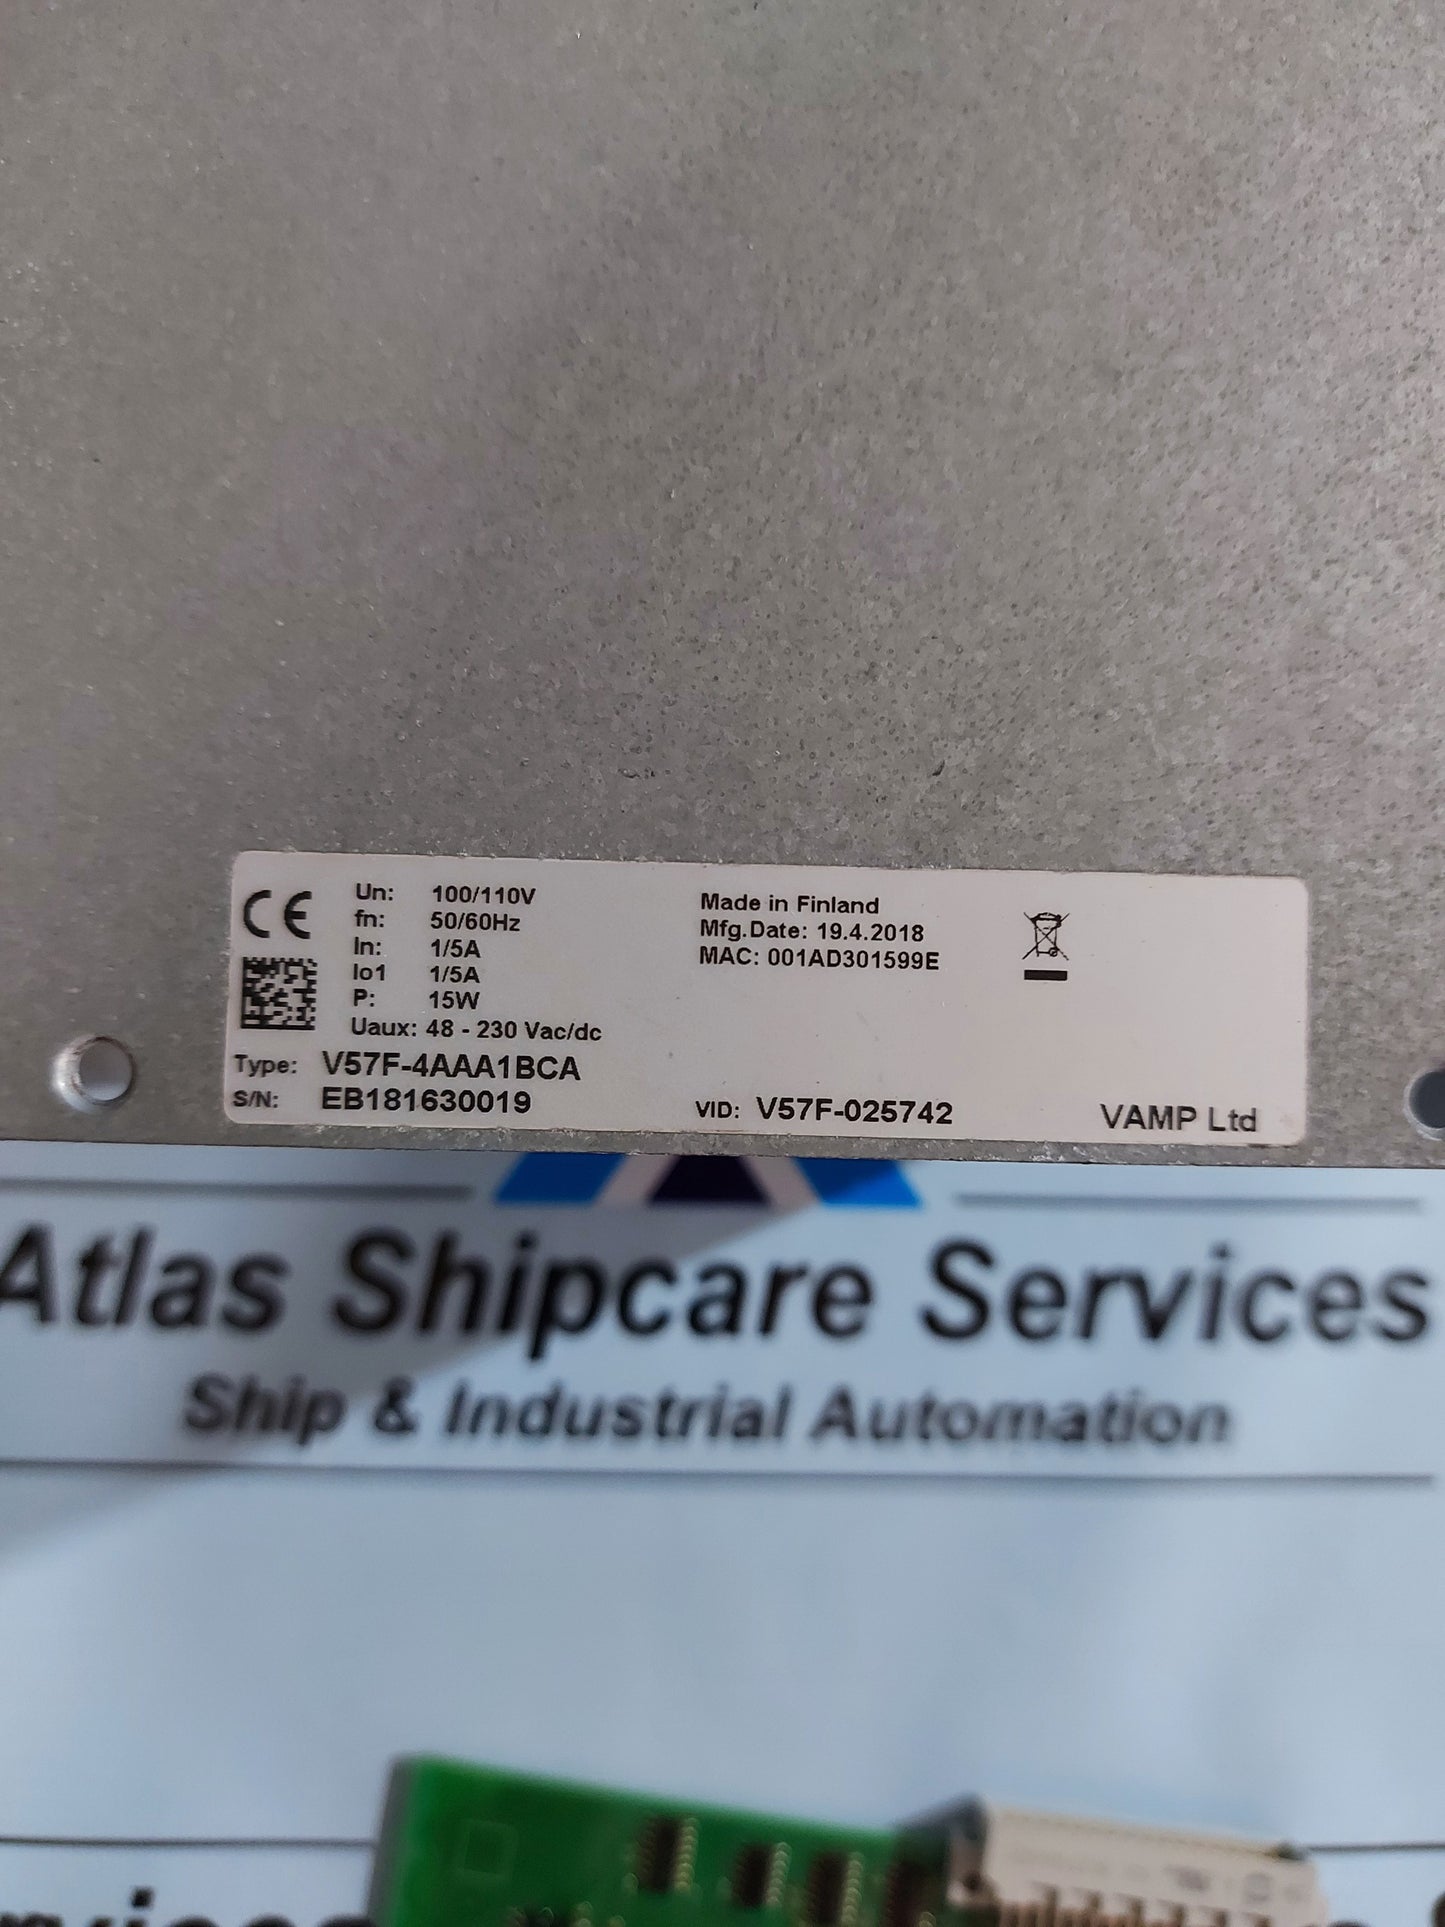 Un: 100/110V
fn: 50/60Hz
In: 1/5A
Io1 1/5A
P: 15W
Uaux: 48 - 230 Vac/dc
Type: V57F-4AAA1BCA
S/N: EB181630019
Made in Finland
Mfg.Date: 19.4.2018
MAC: 001AD301599E
VID: V57F-025742
VAMP Ltd
Atlas Shipcare Services
Ship & Industrial Automation